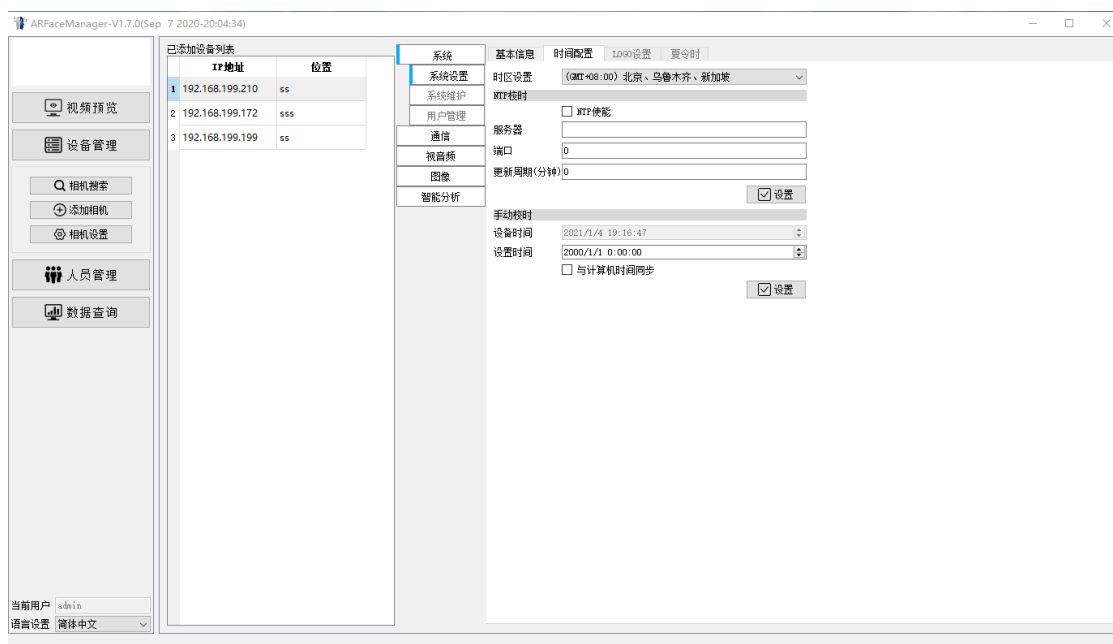 ARFaceManager-V1.7.0(Sep 7 2020-20:04:34)
视频预览
设备管理
相机搜索
添加相机
相机设置
人员管理
数据查询
当前用户 admin
语言设置 简体中文
已添加设备列表
IP地址 位置
1 192.168.199.210 ss
2 192.168.199.172 sss
3 192.168.199.199 ss
系统
系统设置
系统维护
用户管理
通信
视音频
图像
智能分析
基本信息 时间配置 LOGO设置 夏令时
时区设置 (GMT+08:00) 北京、乌鲁木齐、新加坡
NTP校时
NTP使能
服务器
端口 0
更新周期(分钟) 0
设置
手动校时
设备时间 2021/1/4 19:16:47
设置时间 2000/1/1 0:00:00
与计算机时间同步
设置